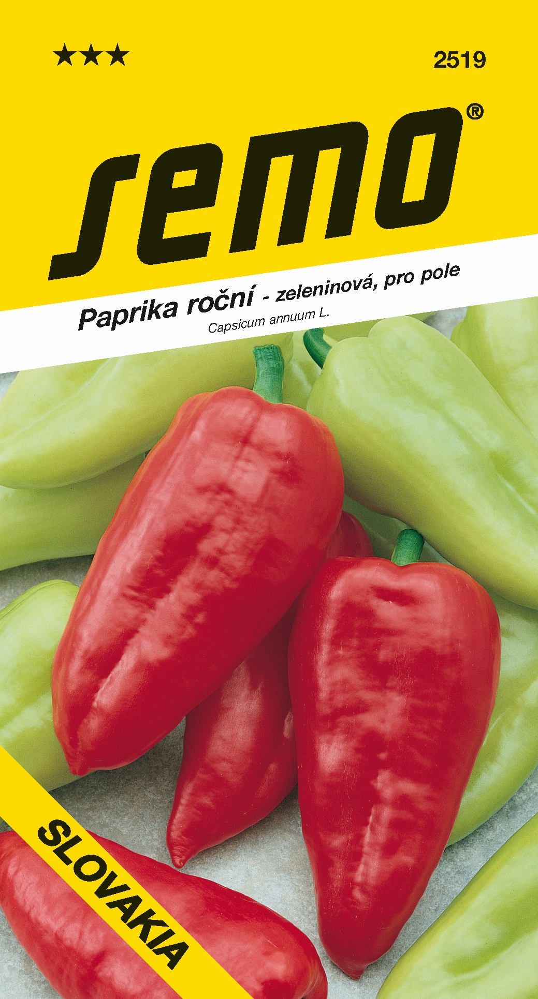 ★★★
2519
semo®
Paprika roční - zeleninová, pro pole
Capsicum annuum L.
SLOVAKIA